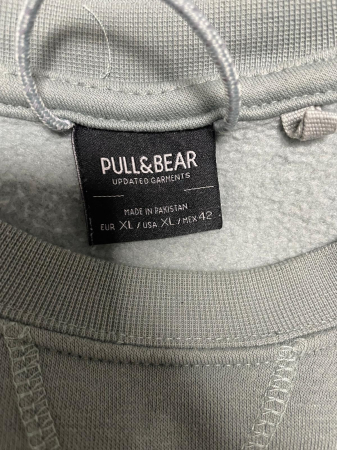 PULL&BEAR
UPDATED GARMENTS
MADE IN PAKISTAN
EUR XL / USA XL / MEX 42